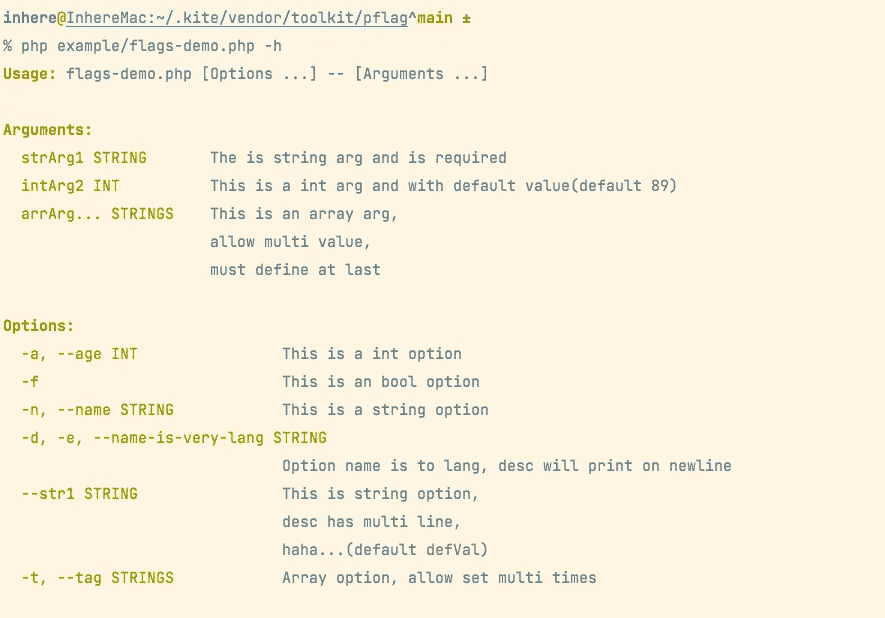 inhere@InhereMac:~/.kite/vendor/toolkit/pflag^main ±
% php example/flags-demo.php -h
Usage: flags-demo.php [Options ...] -- [Arguments ...]
Arguments:
strArg1 STRING The is string arg and is required
intArg2 INT This is a int arg and with default value(default 89)
arrArg... STRINGS This is an array arg,
allow multi value,
must define at last
Options:
-a, --age INT This is a int option
-f This is an bool option
-n, --name STRING This is a string option
-d, -e, --name-is-very-lang STRING
Option name is to lang, desc will print on newline
--str1 STRING This is string option,
desc has multi line,
haha...(default defVal)
-t, --tag STRINGS Array option, allow set multi times